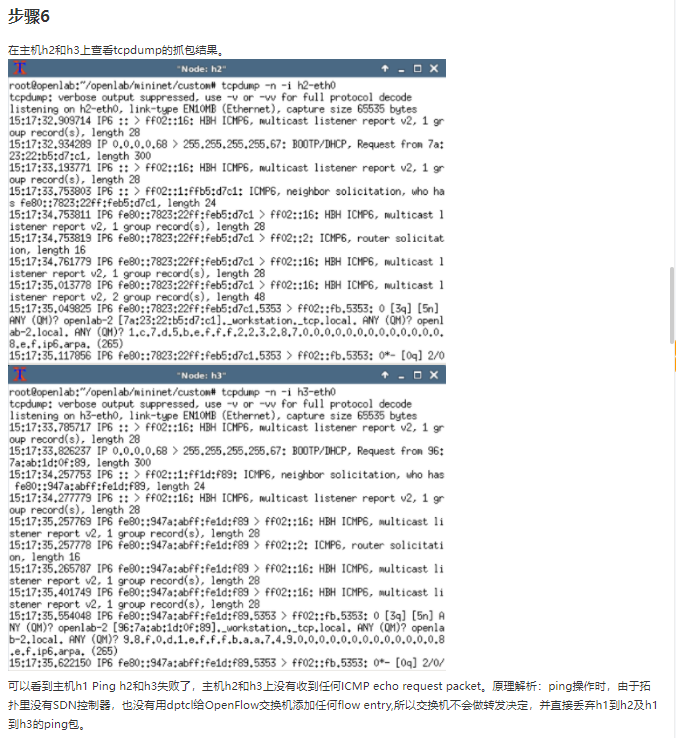 步骤6
在主机h2和h3上查看tcpdump的抓包结果。
"Node: h2"
root@openlab:~/openlab/mininet/custom# tcpdump -n -i h2-eth0
tcpdump: verbose output suppressed, use -v or -vv for full protocol decode
listening on h2-eth0, link-type EN10MB (Ethernet), capture size 65535 bytes
15:17:32.909714 IP6 :: > ff02::16: HBH ICMP6, multicast listener report v2, 1 gr
oup record(s), length 28
15:17:32.934289 IP 0.0.0.0.68 > 255.255.255.255.67: BOOTP/DHCP, Request from 7a:
23:22:b5:d7:c1, length 300
15:17:33.193771 IP6 :: > ff02::16: HBH ICMP6, multicast listener report v2, 1 gr
oup record(s), length 28
15:17:33.753803 IP6 :: > ff02::1:ffb5:d7c1: ICMP6, neighbor solicitation, who ha
s fe80::7823:22ff:feb5:d7c1, length 24
15:17:34.753811 IP6 fe80::7823:22ff:feb5:d7c1 > ff02::16: HBH ICMP6, multicast l
istener report v2, 1 group record(s), length 28
15:17:34.753819 IP6 fe80::7823:22ff:feb5:d7c1 > ff02::2: ICMP6, router solicitat
ion, length 16
15:17:34.761779 IP6 fe80::7823:22ff:feb5:d7c1 > ff02::16: HBH ICMP6, multicast l
istener report v2, 1 group record(s), length 28
15:17:35.013778 IP6 fe80::7823:22ff:feb5:d7c1 > ff02::16: HBH ICMP6, multicast l
istener report v2, 2 group record(s), length 48
15:17:35.049825 IP6 fe80::7823:22ff:feb5:d7c1.5353 > ff02::fb.5353: 0 [3q] [5n]
ANY (QM)? openlab-2 [7a:23:22:b5:d7:c1]._workstation._tcp.local. ANY (QM)? openl
ab-2.local. ANY (QM)? 1.c.7.d.5.b.e.f.f.f.2.2.3.2.8.7.0.0.0.0.0.0.0.0.0.0.0.0.0.
8.e.f.ip6.arpa. (265)
15:17:35.117856 IP6 fe80::7823:22ff:feb5:d7c1.5353 > ff02::fb.5353: 0*- [0q] 2/0
"Node: h3"
root@openlab:~/openlab/mininet/custom# tcpdump -n -i h3-eth0
tcpdump: verbose output suppressed, use -v or -vv for full protocol decode
listening on h3-eth0, link-type EN10MB (Ethernet), capture size 65535 bytes
15:17:33.785717 IP6 :: > ff02::16: HBH ICMP6, multicast listener report v2, 1 gr
oup record(s), length 28
15:17:33.826237 IP 0.0.0.0.68 > 255.255.255.255.67: BOOTP/DHCP, Request from 96:
7a:ab:1d:0f:89, length 300
15:17:34.257753 IP6 :: > ff02::1:ff1d:f89: ICMP6, neighbor solicitation, who has
fe80::947a:abff:fe1d:f89, length 24
15:17:34.277779 IP6 :: > ff02::16: HBH ICMP6, multicast listener report v2, 1 gr
oup record(s), length 28
15:17:35.257769 IP6 fe80::947a:abff:fe1d:f89 > ff02::16: HBH ICMP6, multicast li
stener report v2, 1 group record(s), length 28
15:17:35.257778 IP6 fe80::947a:abff:fe1d:f89 > ff02::2: ICMP6, router solicitati
on, length 16
15:17:35.265787 IP6 fe80::947a:abff:fe1d:f89 > ff02::16: HBH ICMP6, multicast li
stener report v2, 1 group record(s), length 28
15:17:35.401749 IP6 fe80::947a:abff:fe1d:f89 > ff02::16: HBH ICMP6, multicast li
stener report v2, 1 group record(s), length 28
15:17:35.554048 IP6 fe80::947a:abff:fe1d:f89.5353 > ff02::fb.5353: 0 [3q] [5n] A
NY (QM)? openlab-2 [96:7a:ab:1d:0f:89]._workstation._tcp.local. ANY (QM)? openla
b-2.local. ANY (QM)? 9.8.f.0.d.1.e.f.f.f.b.a.a.7.4.9.0.0.0.0.0.0.0.0.0.0.0.0.0.8
.e.f.ip6.arpa. (265)
15:17:35.622150 IP6 fe80::947a:abff:fe1d:f89.5353 > ff02::fb.5353: 0*- [0q] 2/0/
可以看到主机h1 Ping h2和h3失败了，主机h2和h3上没有收到任何ICMP echo request packet。原理解析：ping操作时，由于拓
扑里没有SDN控制器，也没有用dptcl给OpenFlow交换机添加任何flow entry,所以交换机不会做转发决定，并直接丢弃h1到h2及h1
到h3的ping包。